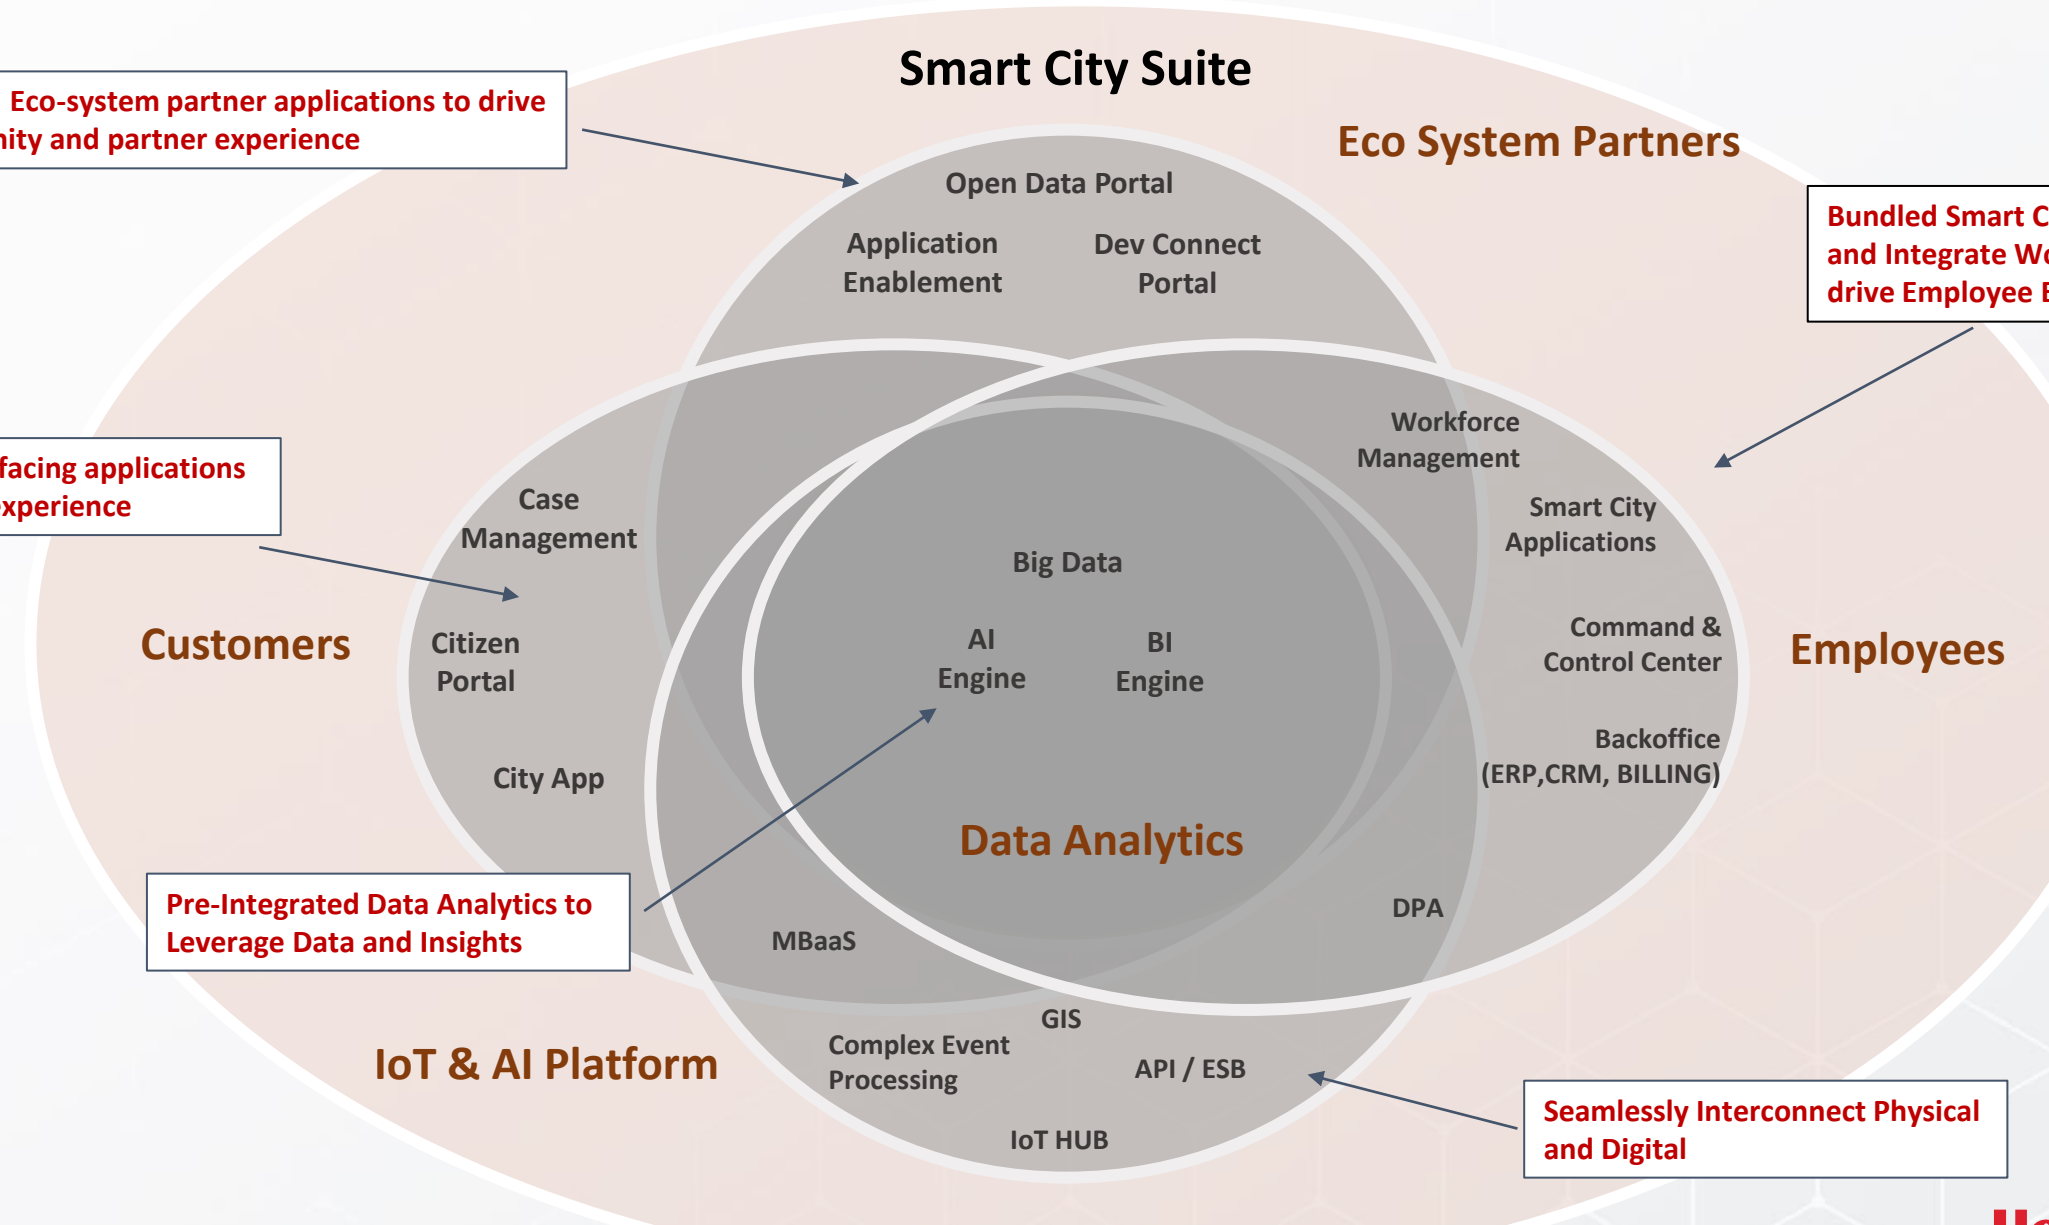 Smart City Suite
Eco-system partner applications to drive
and partner experience
Eco System Partners
Open Data Portal
Application
Enablement
Dev Connect
Portal
Bundled Smart
and Integrate
drive Employee
Workforce
Management
facing applications
Case
Management
Smart City
Applications
Big Data
Customers
Citizen
Portal
AI
Engine
BI
Engine
Command &
Control Center
Employees
Backoffice
(ERP,CRM, BILLING)
City App
Data Analytics
Pre-Integrated Data Analytics to
Leverage Data and Insights
MBaaS
DPA
GIS
IoT & AI Platform
Complex Event
Processing
API / ESB
IoT HUB
Seamlessly Interconnect Physical
and Digital